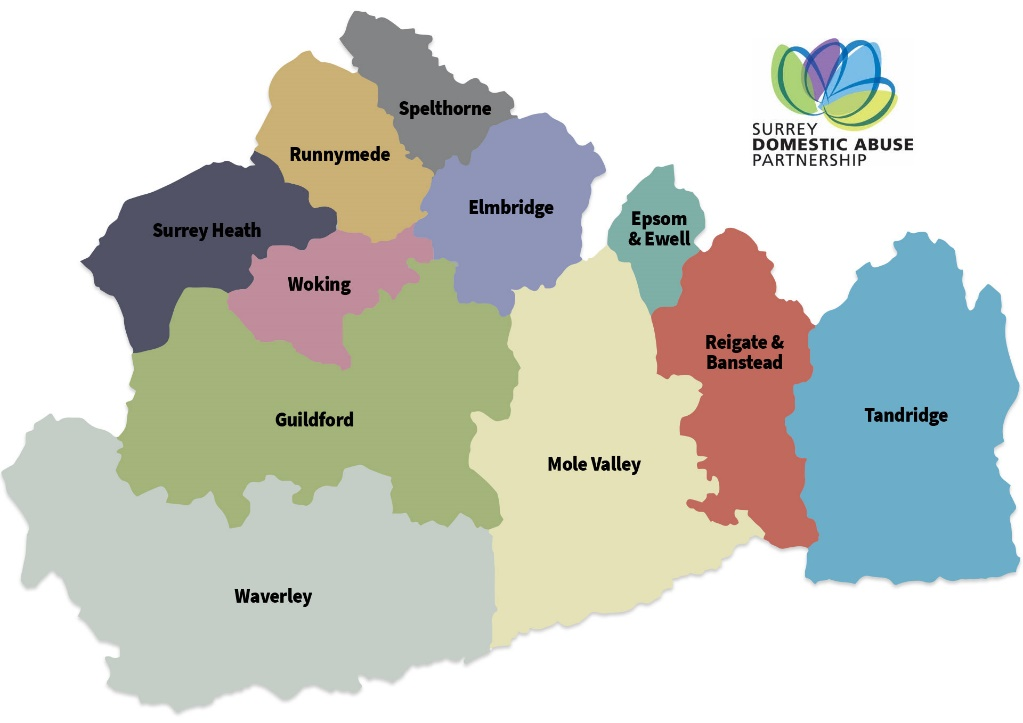 SURREY
DOMESTIC ABUSE
PARTNERSHIP
Spelthorne
Runnymede
Elmbridge
Epsom
& Ewell
Surrey Heath
Woking
Reigate &
Banstead
Guildford
Tandridge
Mole Valley
Waverley